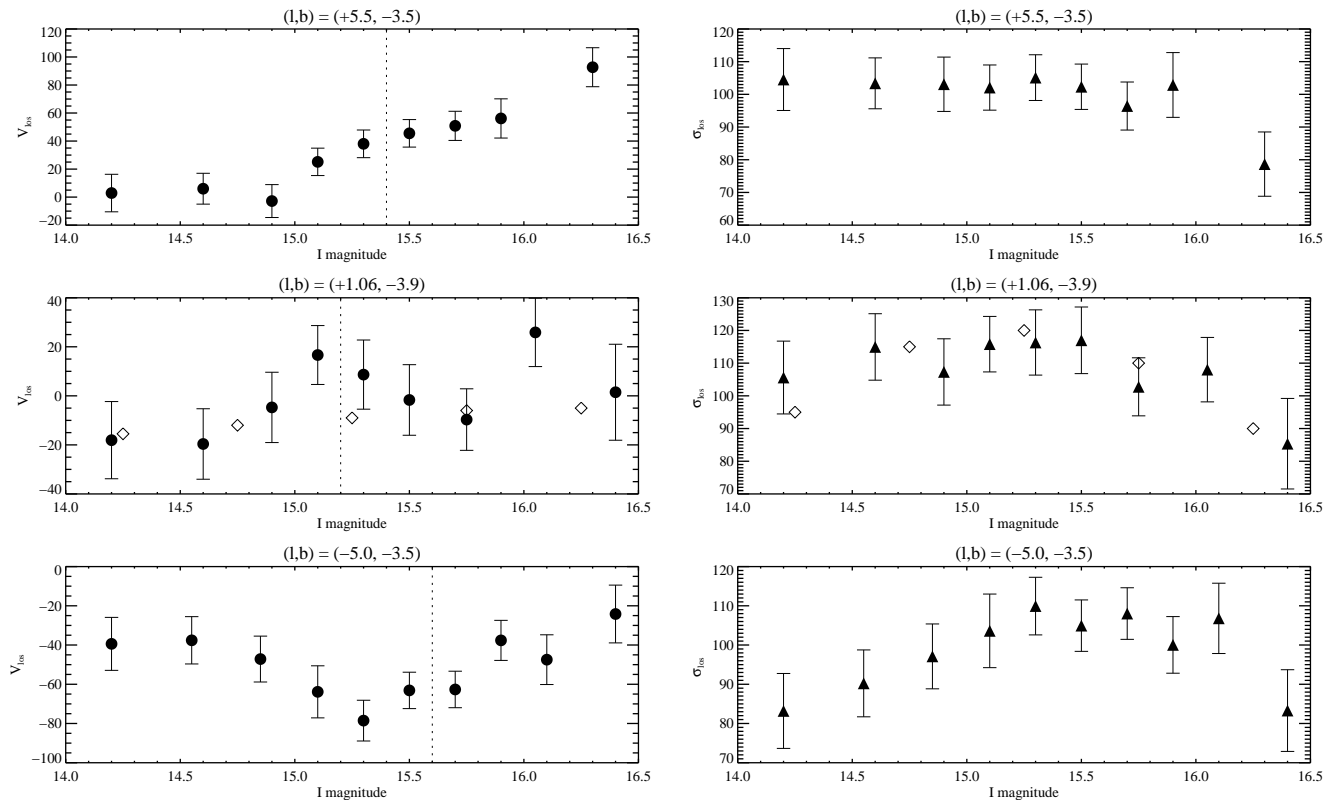 (l,b) = (+5.5, −3.5)
120
100
80
60
40
20
0
−20
V_los
14.0 14.5 15.0 15.5 16.0 16.5
I magnitude
(l,b) = (+5.5, −3.5)
120
110
100
90
80
70
60
σ_los
14.0 14.5 15.0 15.5 16.0 16.5
I magnitude
(l,b) = (+1.06, −3.9)
40
20
0
−20
−40
V_los
14.0 14.5 15.0 15.5 16.0 16.5
I magnitude
(l,b) = (+1.06, −3.9)
130
120
110
100
90
80
70
σ_los
14.0 14.5 15.0 15.5 16.0 16.5
I magnitude
(l,b) = (−5.0, −3.5)
0
−20
−40
−60
−80
−100
V_los
14.0 14.5 15.0 15.5 16.0 16.5
I magnitude
(l,b) = (−5.0, −3.5)
120
110
100
90
80
70
σ_los
14.0 14.5 15.0 15.5 16.0 16.5
I magnitude